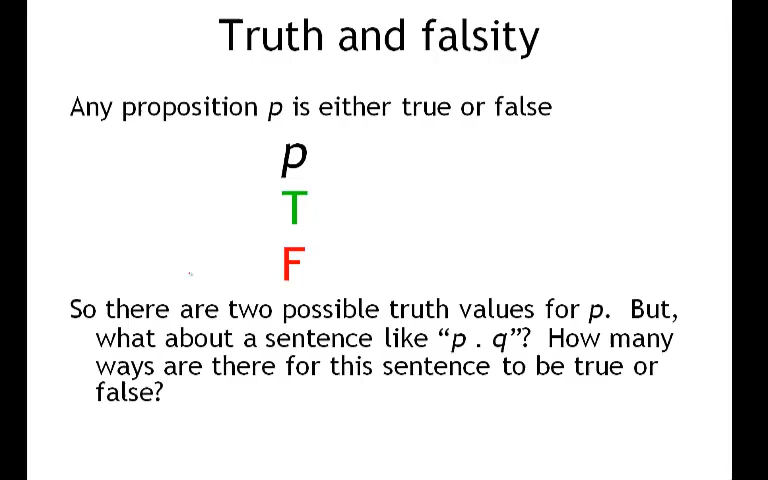 Truth and falsity
Any proposition p is either true or false
p
T
F
So there are two possible truth values for p. But,
what about a sentence like “p . q”? How many
ways are there for this sentence to be true or
false?